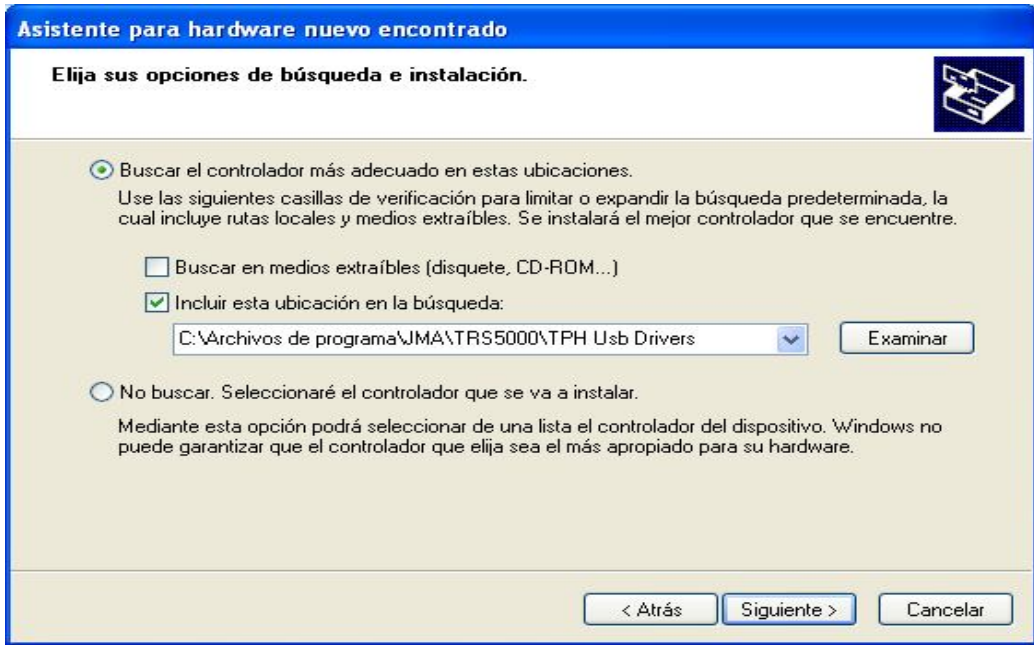 Asistente para hardware nuevo encontrado
Elija sus opciones de búsqueda e instalación.
Buscar el controlador más adecuado en estas ubicaciones.
Use las siguientes casillas de verificación para limitar o expandir la búsqueda predeterminada, la
cual incluye rutas locales y medios extraíbles. Se instalará el mejor controlador que se encuentre.
Buscar en medios extraíbles (disquete, CD-ROM...)
Incluir esta ubicación en la búsqueda:
C:\Archivos de programa\JMA\TRS5000\TPH Usb Drivers
Examinar
No buscar. Seleccionaré el controlador que se va a instalar.
Mediante esta opción podrá seleccionar de una lista el controlador del dispositivo. Windows no
puede garantizar que el controlador que elija sea el más apropiado para su hardware.
< Atrás
Siguiente >
Cancelar